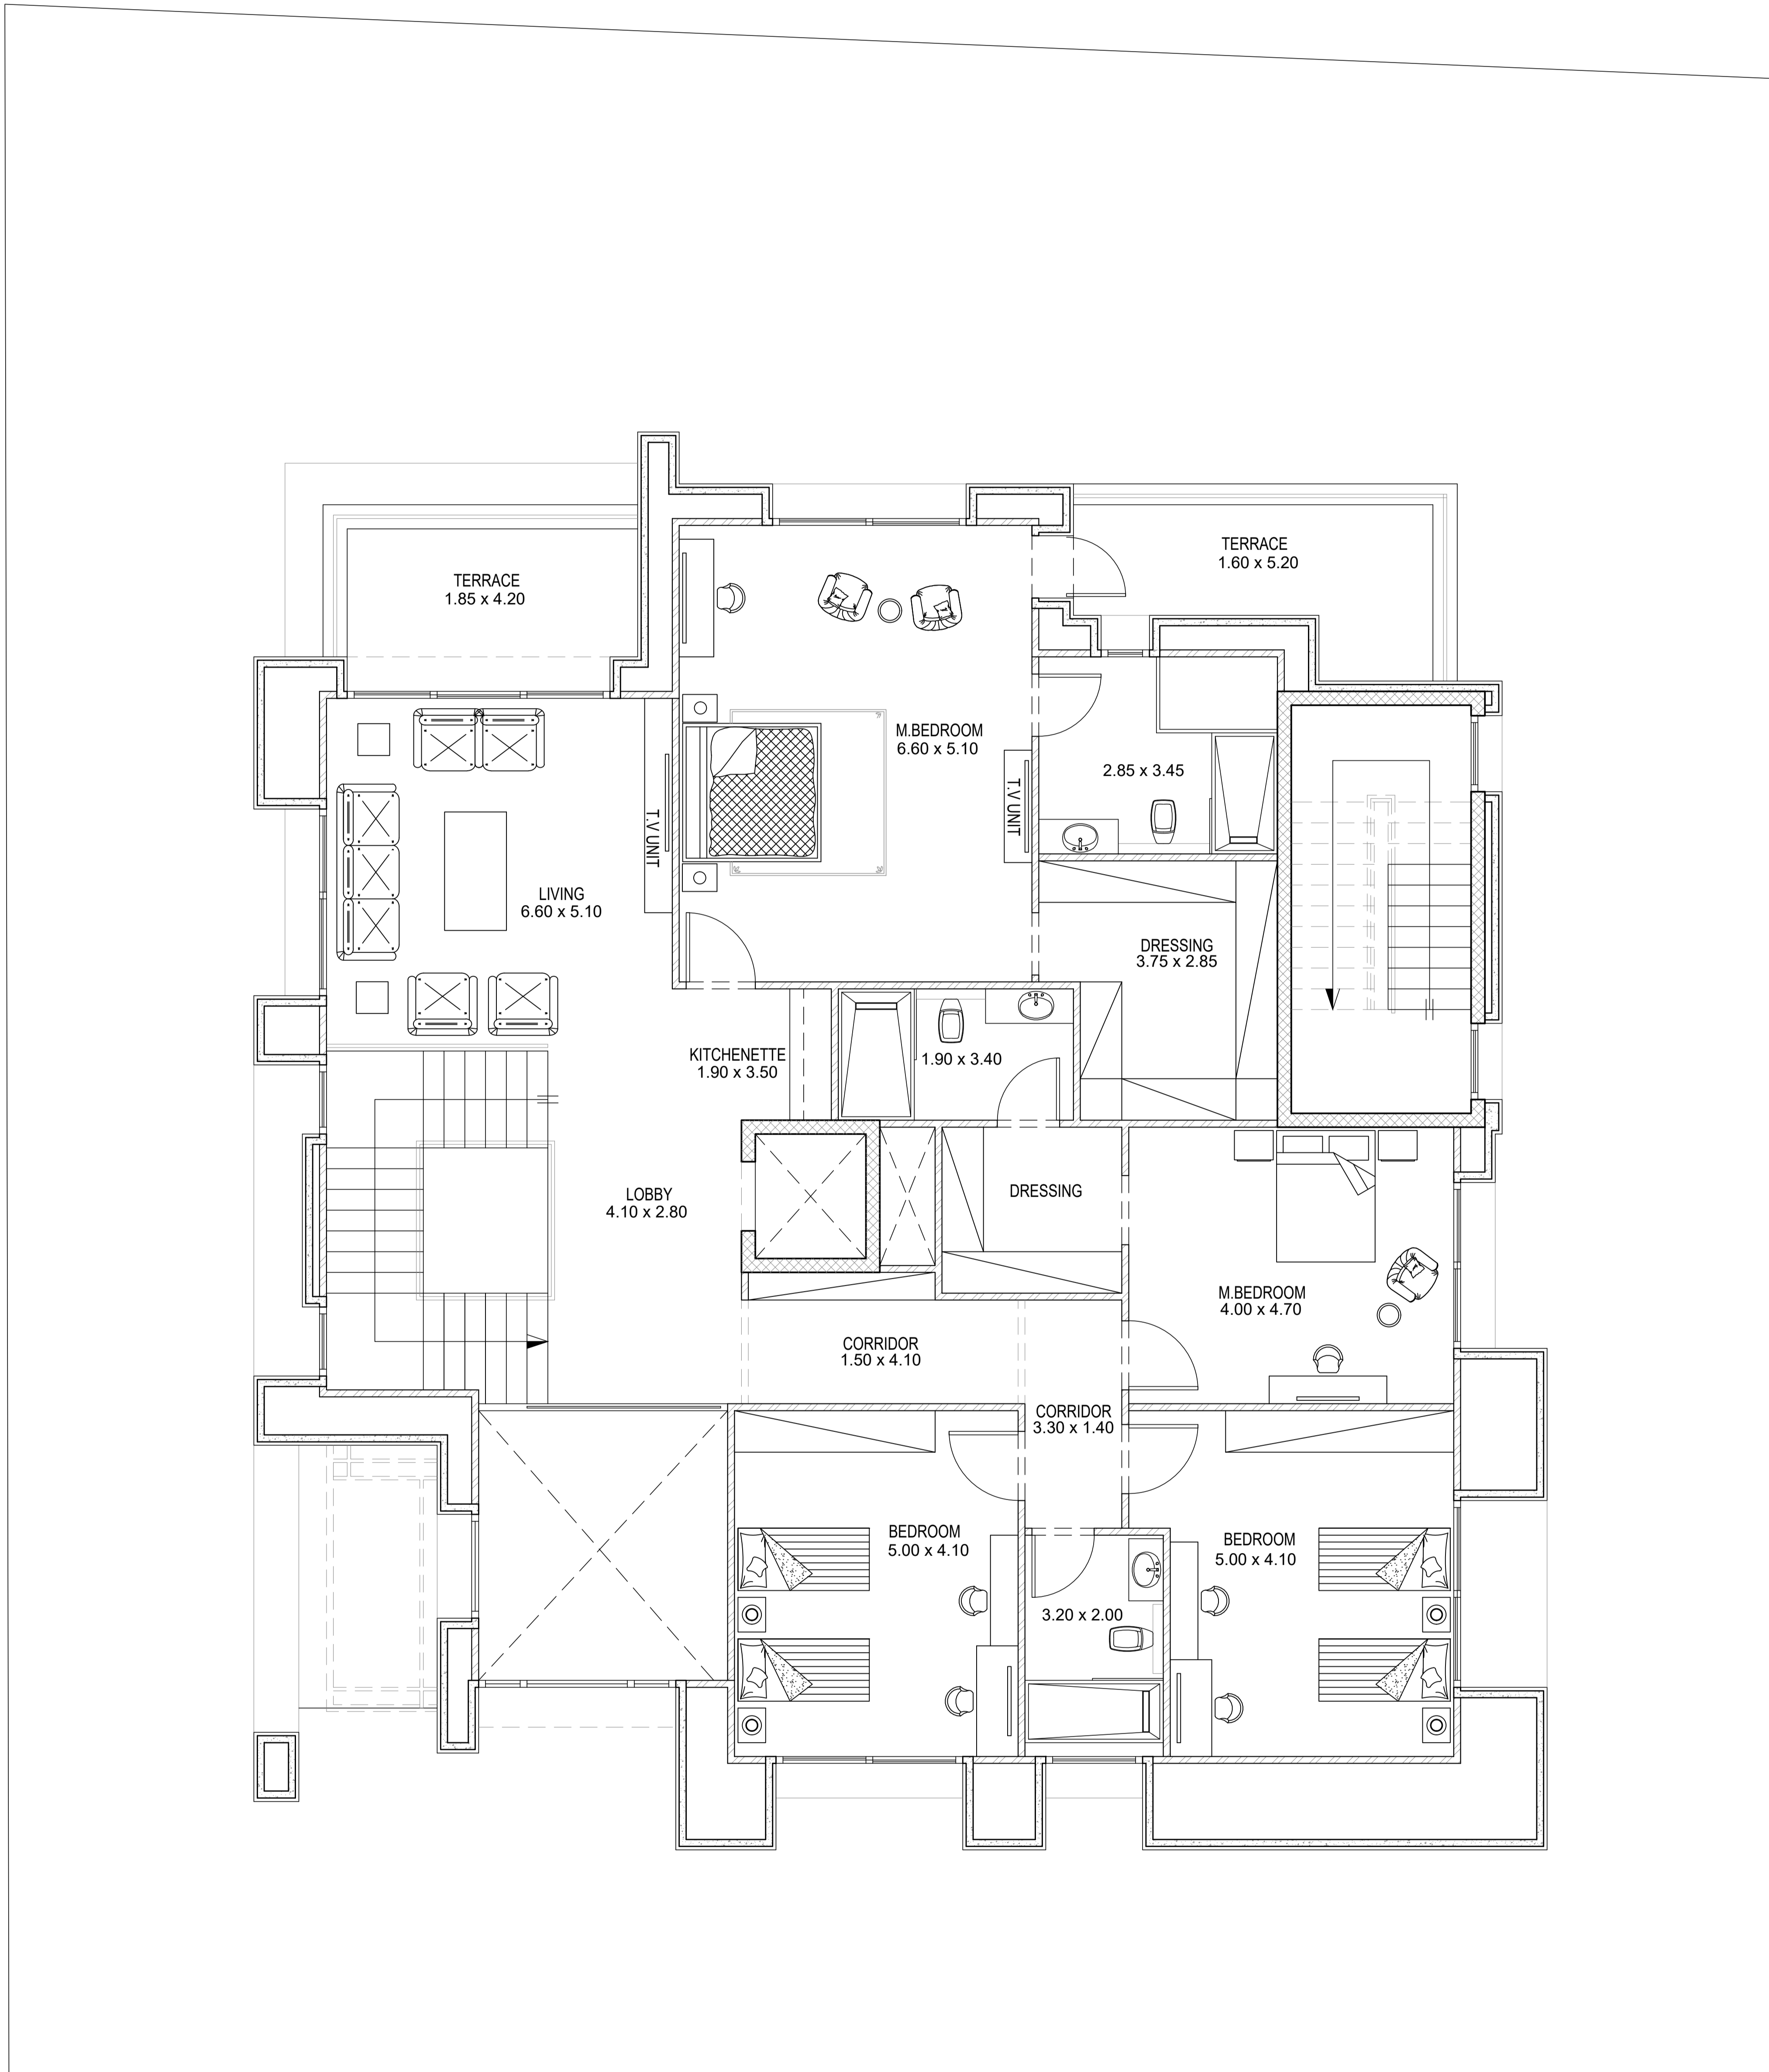 TERRACE
1.60 x 5.20
TERRACE
1.85 x 4.20
M.BEDROOM
6.60 x 5.10
2.85 x 3.45
T.V UNIT
T.V UNIT
LIVING
6.60 x 5.10
DRESSING
3.75 x 2.85
KITCHENETTE
1.90 x 3.50
1.90 x 3.40
LOBBY
4.10 x 2.80
DRESSING
M.BEDROOM
4.00 x 4.70
CORRIDOR
1.50 x 4.10
CORRIDOR
3.30 x 1.40
BEDROOM
5.00 x 4.10
BEDROOM
5.00 x 4.10
3.20 x 2.00